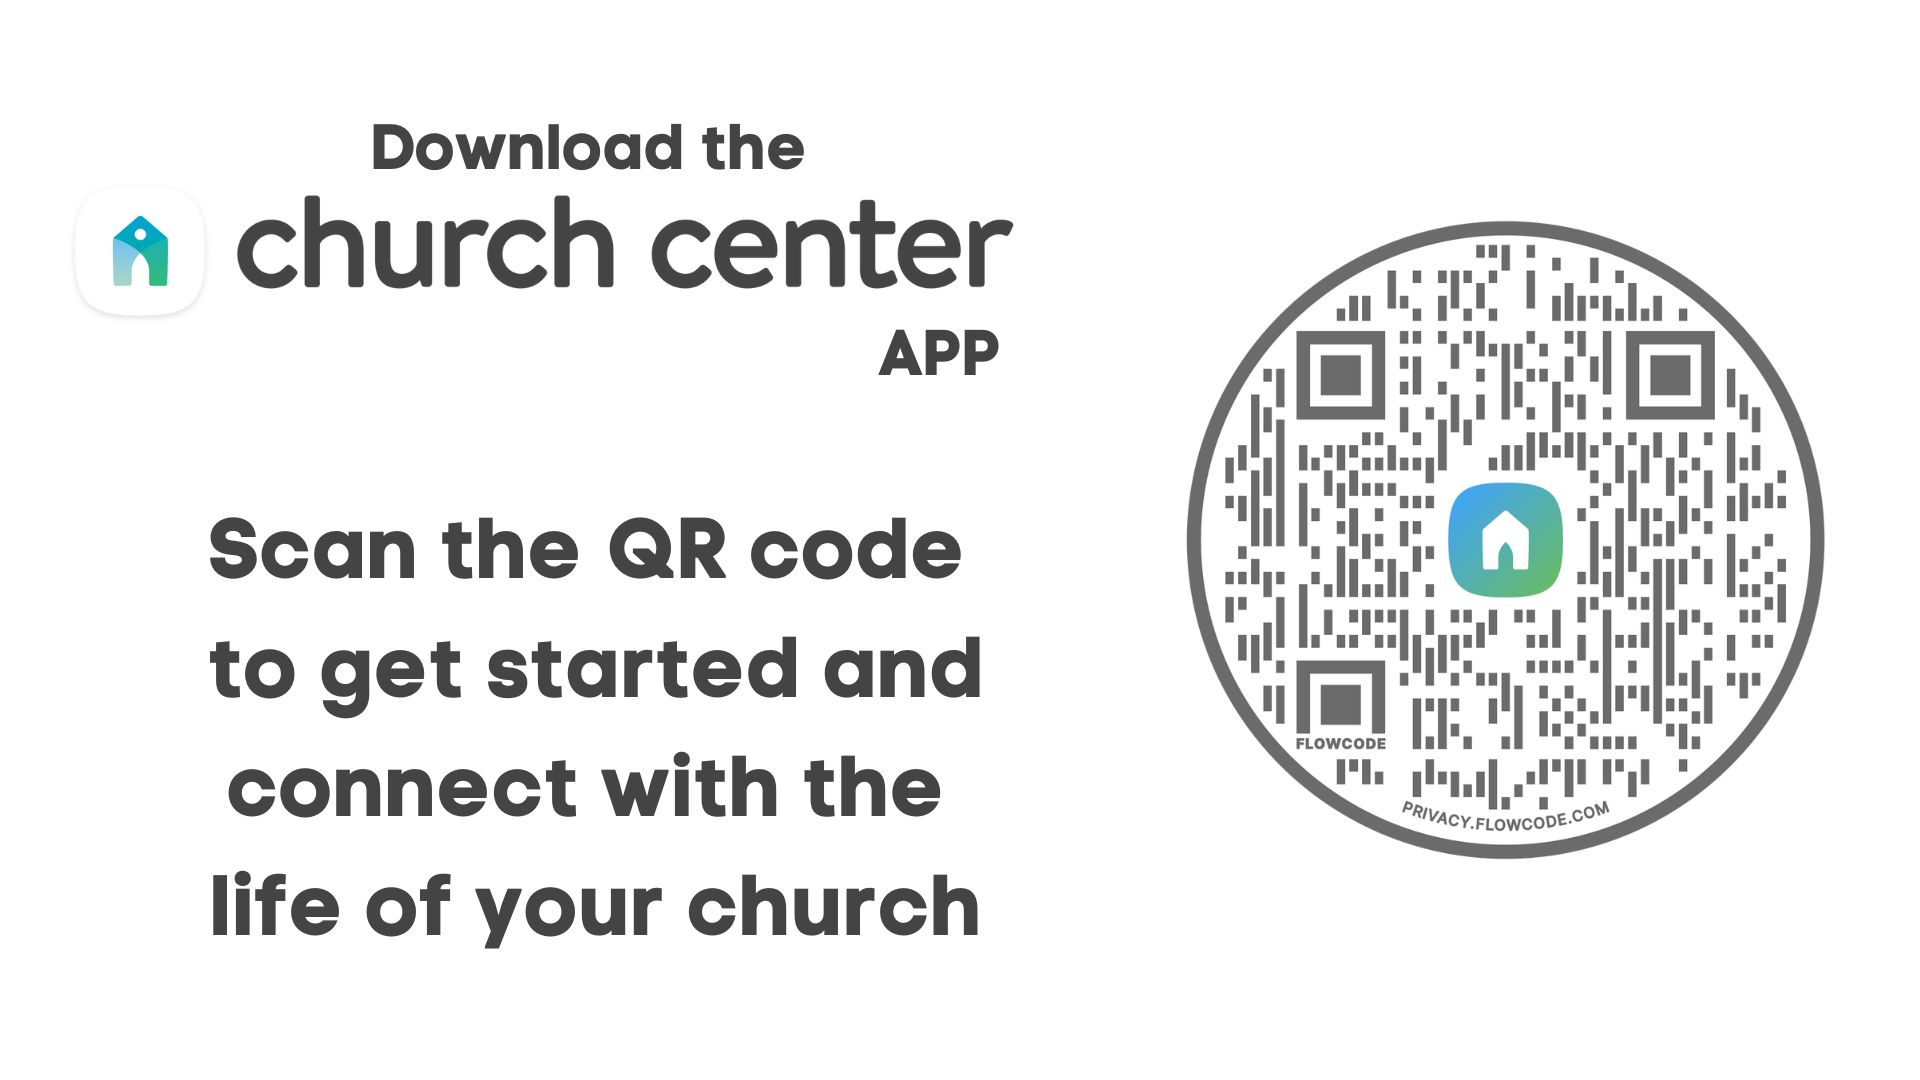 Download the
church center
APP
Scan the QR code
to get started and
connect with the
life of your church
FLOWCODE
PRIVACY.FLOWCODE.COM